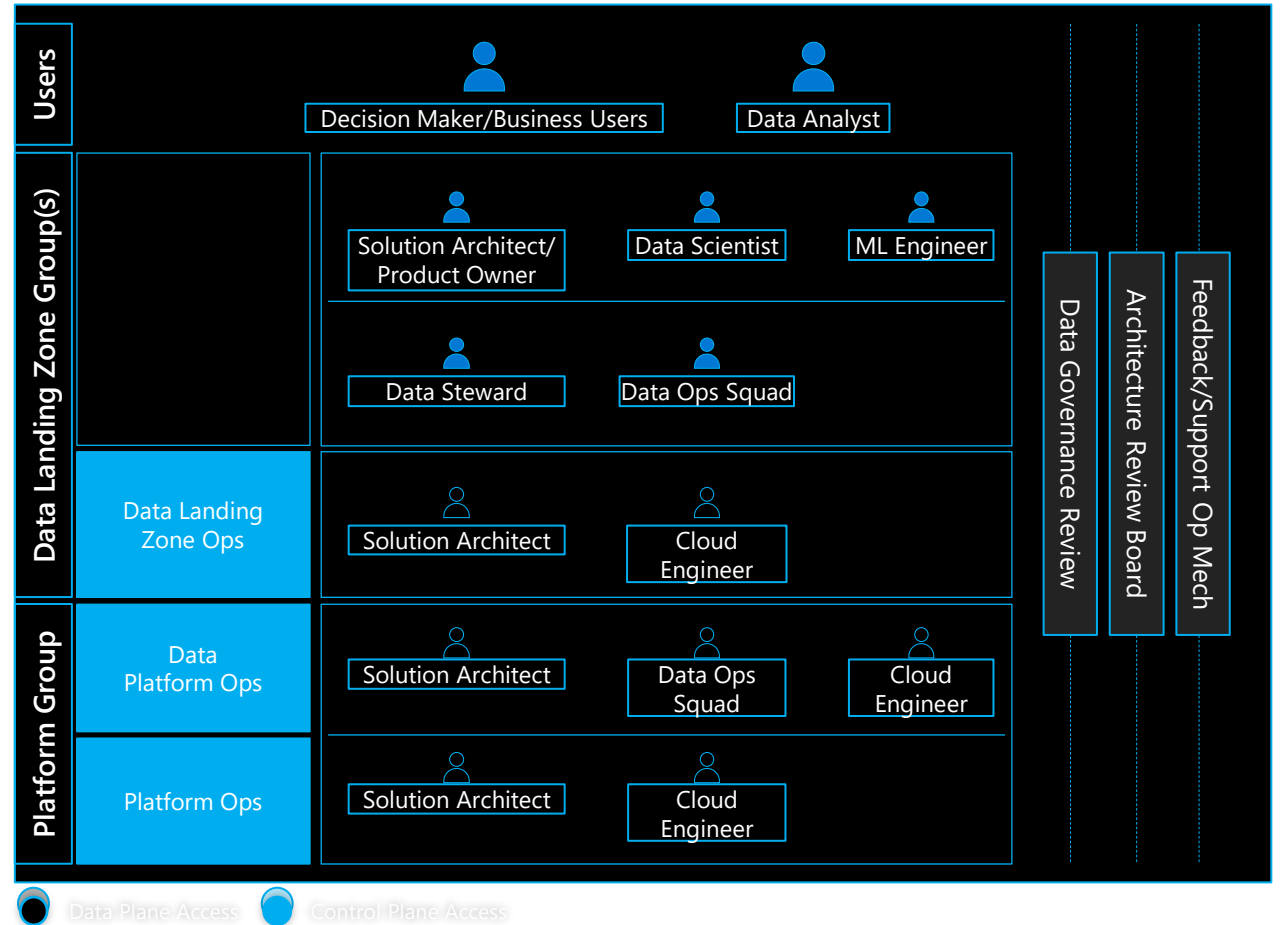 Users
Decision Maker/Business Users
Data Analyst
Data Landing Zone Group(s)
Solution Architect/
Product Owner
Data Scientist
ML Engineer
Data Steward
Data Ops Squad
Data Landing
Zone Ops
Solution Architect
Cloud
Engineer
Platform Group
Data
Platform Ops
Solution Architect
Data Ops
Squad
Cloud
Engineer
Platform Ops
Solution Architect
Cloud
Engineer
Data Governance Review
Architecture Review Board
Feedback/Support Op Mech
Data Plane Access
Control Plane Access